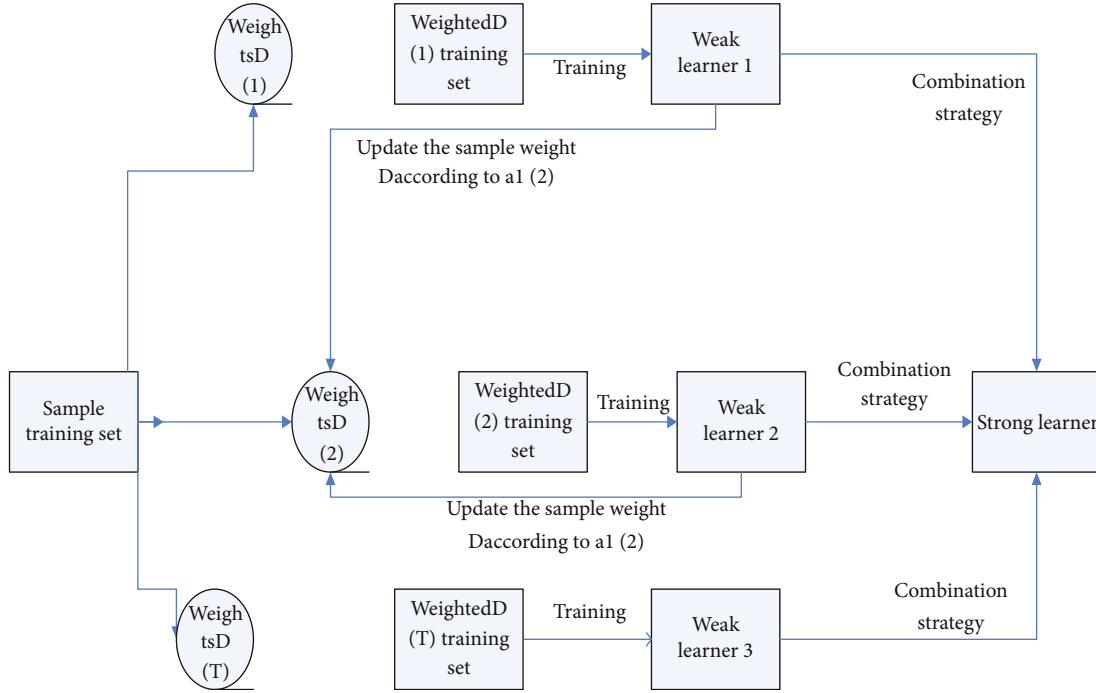 Weigh
tsD
(1)
WeightedD
(1) training
set
Training
Weak
learner 1
Combination
strategy
Update the sample weight
Daccording to a1 (2)
Sample
training set
Weigh
tsD
(2)
WeightedD
(2) training
set
Training
Weak
learner 2
Combination
strategy
Strong learner
Update the sample weight
Daccording to a1 (2)
Weigh
tsD
(T)
WeightedD
(T) training
set
Training
Weak
learner 3
Combination
strategy